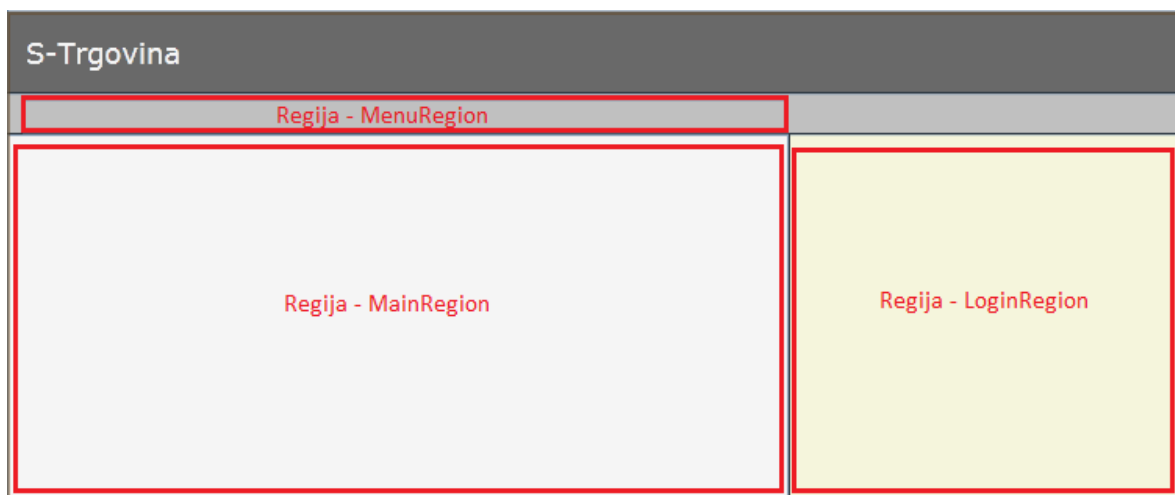 S-Trgovina
Regija - MenuRegion
Regija - MainRegion
Regija - LoginRegion